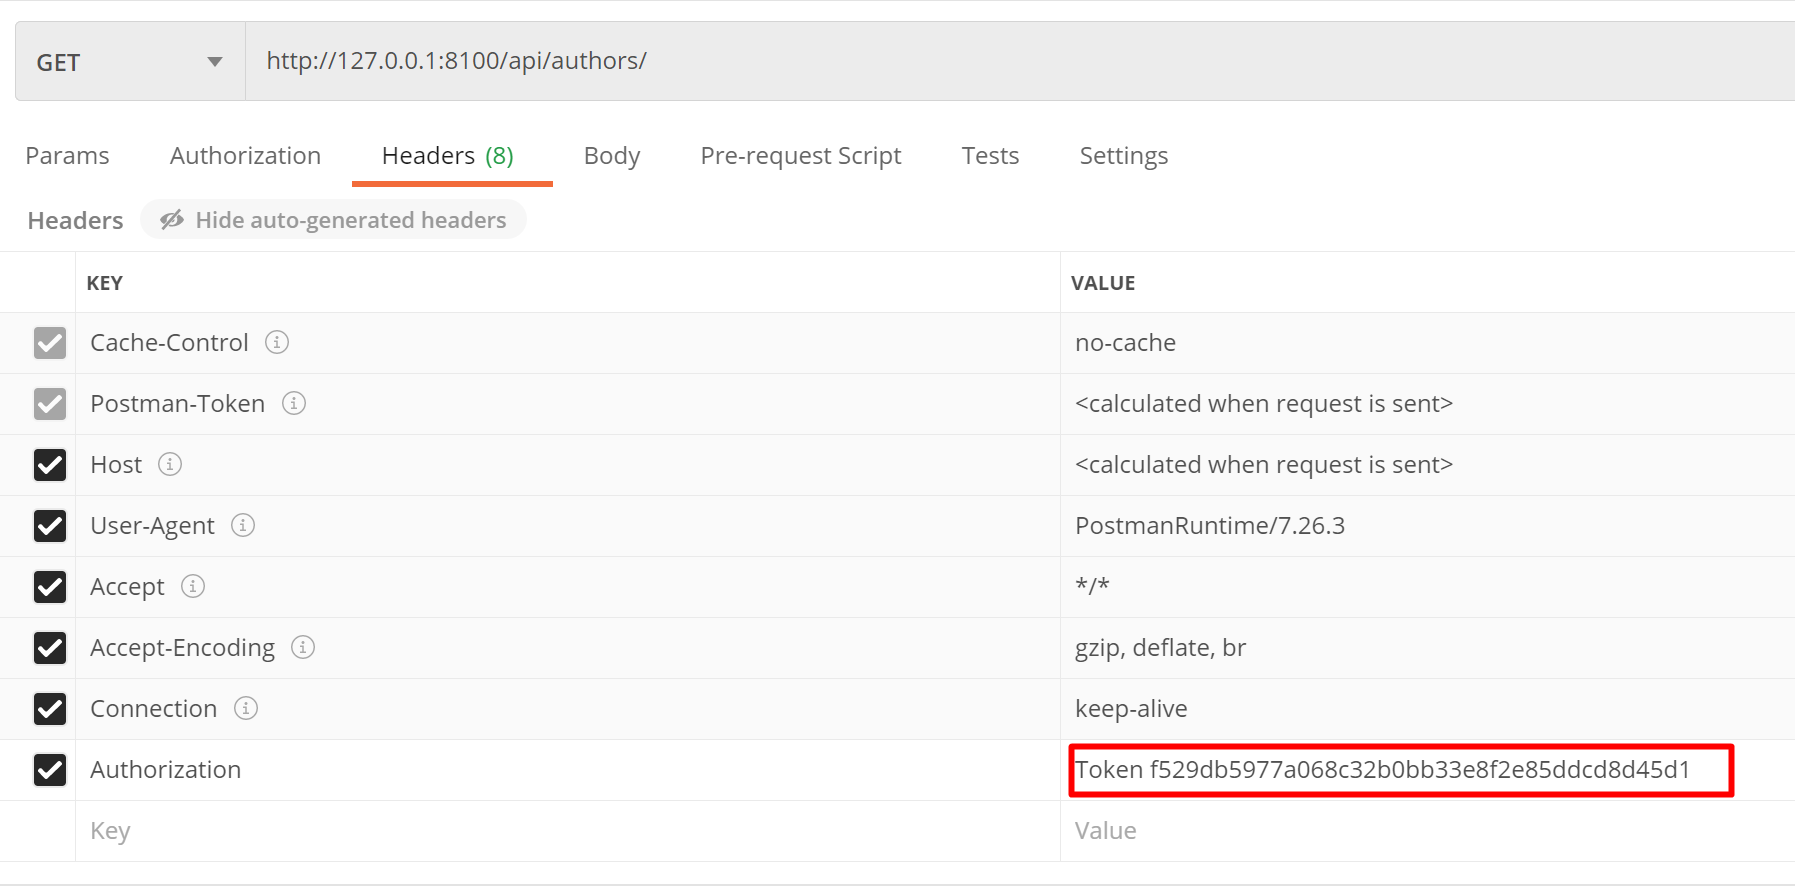 GET http://127.0.0.1:8100/api/authors/
Params Authorization Headers (8) Body Pre-request Script Tests Settings
Headers Hide auto-generated headers
KEY VALUE
Cache-Control no-cache
Postman-Token <calculated when request is sent>
Host <calculated when request is sent>
User-Agent PostmanRuntime/7.26.3
Accept */*
Accept-Encoding gzip, deflate, br
Connection keep-alive
Authorization Token f529db5977a068c32b0bb33e8f2e85ddcd8d45d1
Key Value